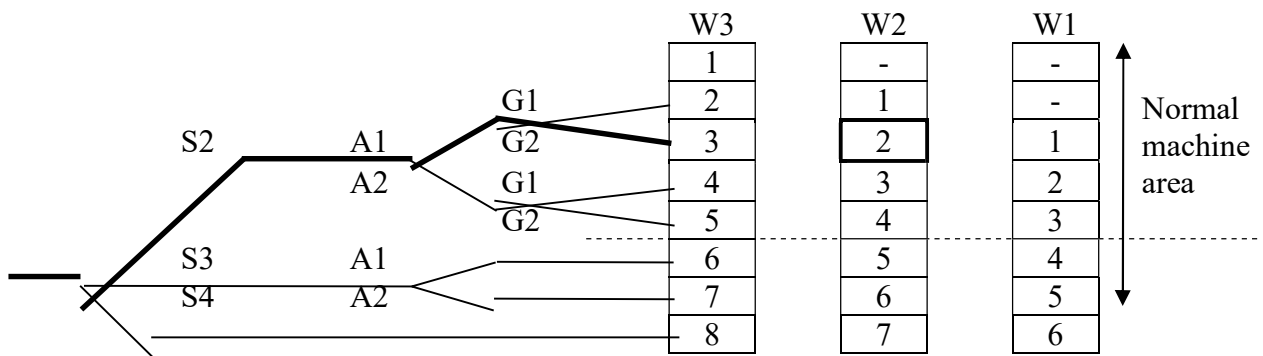 W3 W2 W1
1 - -
G1 2 1 -
S2 A1 G2 3 2 1
A2 G1 4 3 2
G2 5 4 3
S3 A1 6 5 4
S4 A2 7 6 5
8 7 6
Normal
machine
area